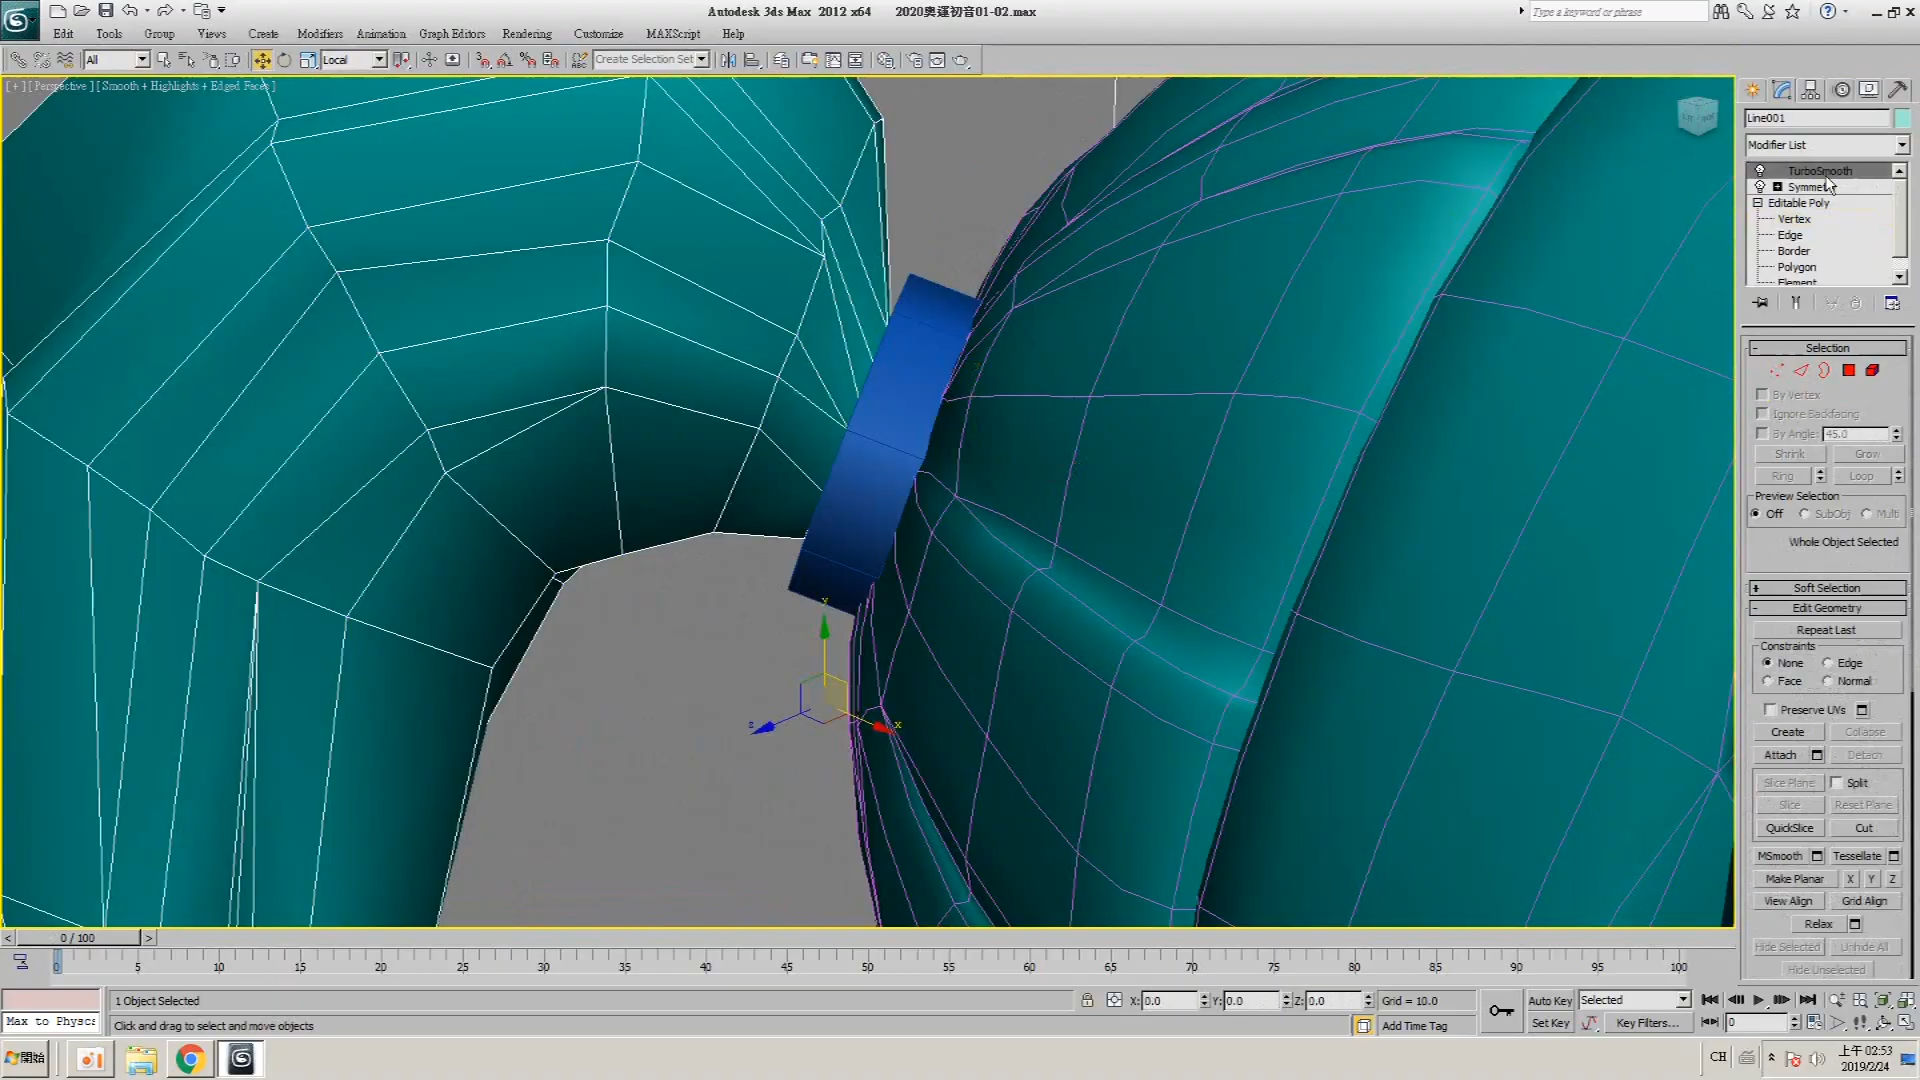 Autodesk 3ds Max 2012 x64 2020奧運初音01-02.max
Type a keyword or phrase
Edit Tools Group Views Create Modifiers Animation Graph Editors Rendering Customize MAXScript Help
All Local Create Selection Set
[ + ] [ Perspective ] [ Smooth + Highlights + Edged Faces ]
Line001
Modifier List
TurboSmooth
Symmetry
Editable Poly
Vertex
Edge
Border
Polygon
Element
Selection
By Vertex
Ignore Backfacing
By Angle: 45.0
Shrink Grow
Ring Loop
Preview Selection
Off SubObj Multi
Whole Object Selected
Soft Selection
Edit Geometry
Repeat Last
Constraints
None Edge
Face Normal
Preserve UVs
Create Collapse
Attach Detach
Slice Plane Split
Slice Reset Plane
QuickSlice Cut
MSmooth Tessellate
Make Planar X Y Z
View Align Grid Align
Relax
Hide Selected Unhide All
Hide Unselected
y
z x
< 0 / 100 >
0 5 10 15 20 25 30 35 40 45 50 55 60 65 70 75 80 85 90 95 100
1 Object Selected X: 0.0 Y: 0.0 Z: 0.0 Grid = 10.0 Auto Key Selected
Max to Physc
Click and drag to select and move objects Add Time Tag Set Key Key Filters... 0
開始 CH 上午 02:53
2019/2/24